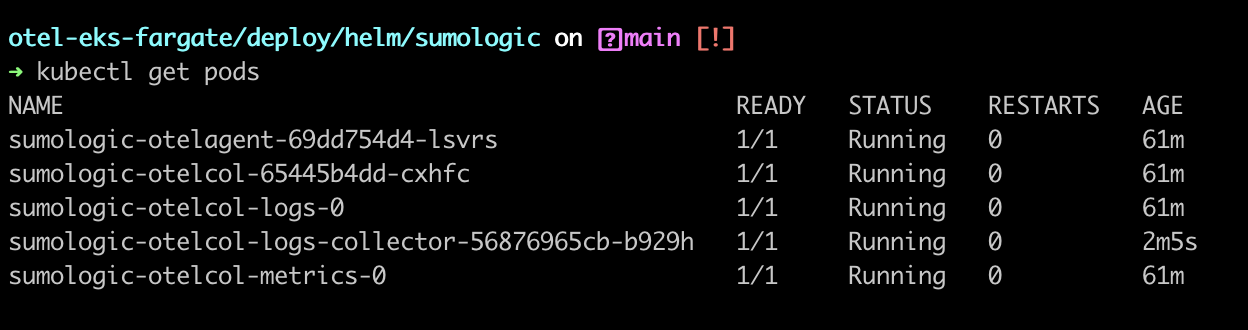 otel-eks-fargate/deploy/helm/sumologic on ⍰main [!]
➜ kubectl get pods
NAME READY STATUS RESTARTS AGE
sumologic-otelagent-69dd754d4-lsvrs 1/1 Running 0 61m
sumologic-otelcol-65445b4dd-cxhfc 1/1 Running 0 61m
sumologic-otelcol-logs-0 1/1 Running 0 61m
sumologic-otelcol-logs-collector-56876965cb-b929h 1/1 Running 0 2m5s
sumologic-otelcol-metrics-0 1/1 Running 0 61m